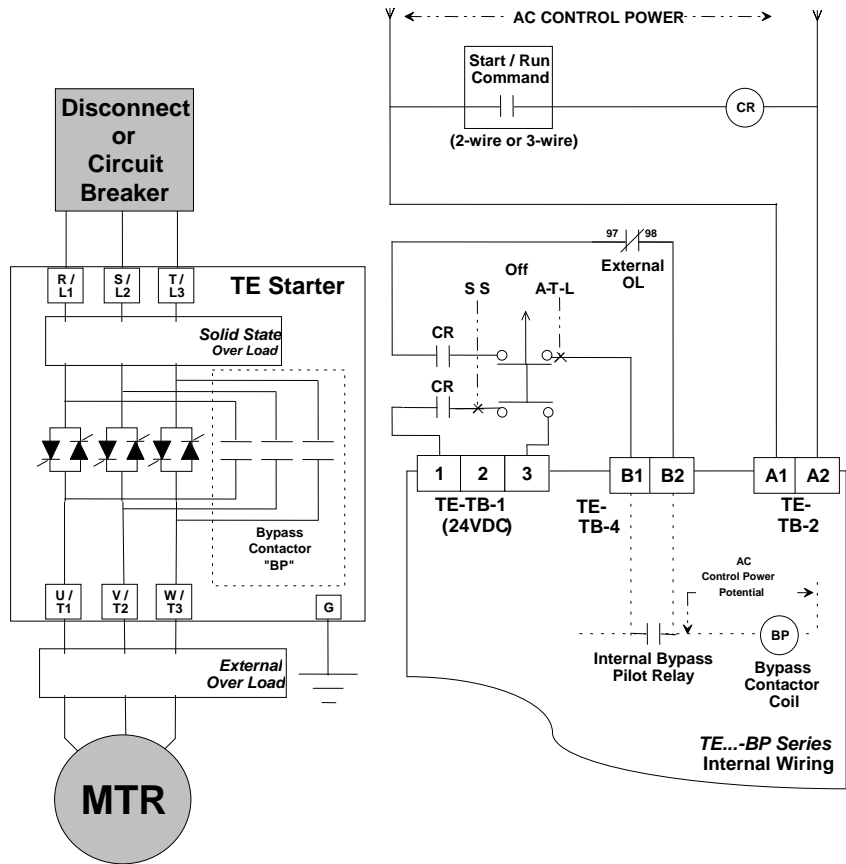 AC CONTROL POWER
Start / Run
Command
CR
(2-wire or 3-wire)
Disconnect
or
Circuit
Breaker
97
98
External
OL
Off
S S
A-T-L
CR
CR
R /
L1
S /
L2
T /
L3
TE Starter
Solid State
Over Load
Bypass
Contactor
"BP"
U /
T1
V /
T2
W /
T3
G
External
Over Load
MTR
1
2
3
B1
B2
A1
A2
TE-TB-1
(24VDC)
TE-
TB-4
TE-
TB-2
AC
Control Power
Potential
BP
Internal Bypass
Pilot Relay
Bypass
Contactor
Coil
TE...-BP Series
Internal Wiring